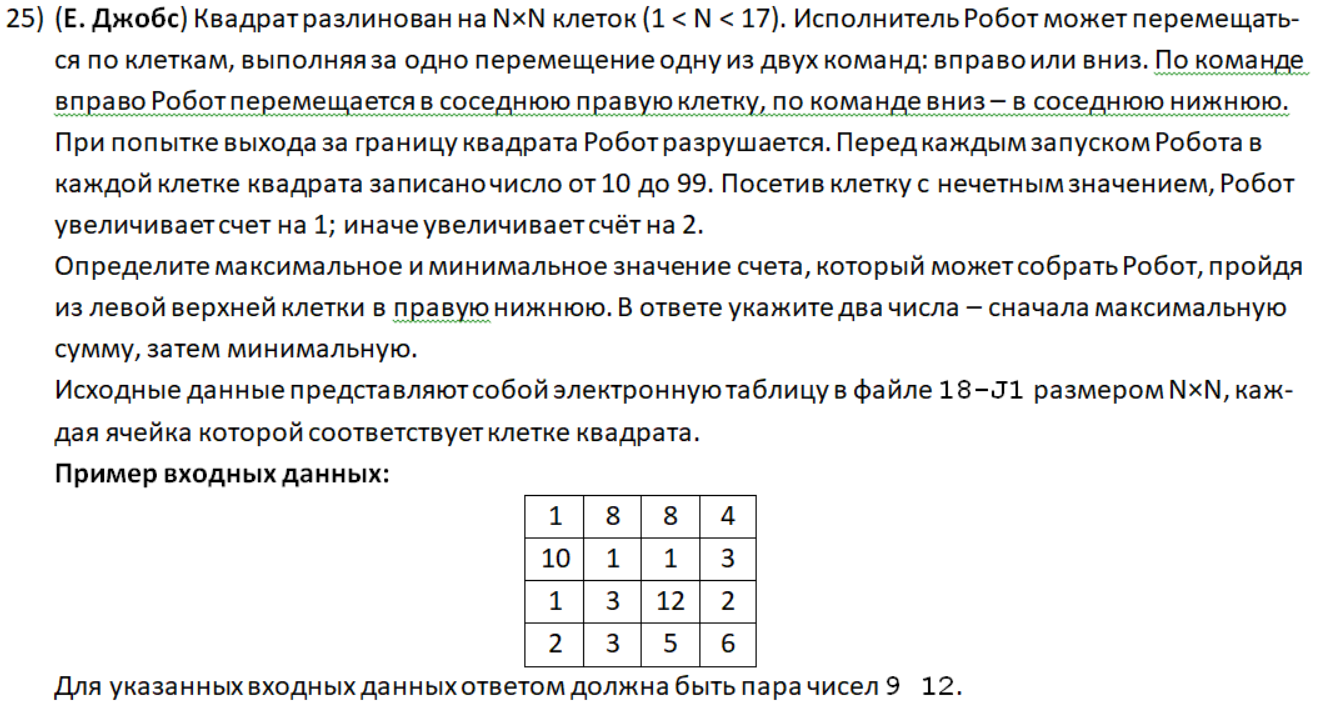 25) (Е. Джобс) Квадрат разлинован на N×N клеток (1 < N < 17). Исполнитель Робот может перемещать-
ся по клеткам, выполняя за одно перемещение одну из двух команд: вправо или вниз. По команде
вправо Робот перемещается в соседнюю правую клетку, по команде вниз – в соседнюю нижнюю.
При попытке выхода за границу квадрата Робот разрушается. Перед каждым запуском Робота в
каждой клетке квадрата записано число от 10 до 99. Посетив клетку с нечетным значением, Робот
увеличивает счет на 1; иначе увеличивает счёт на 2.
Определите максимальное и минимальное значение счета, который может собрать Робот, пройдя
из левой верхней клетки в правую нижнюю. В ответе укажите два числа – сначала максимальную
сумму, затем минимальную.
Исходные данные представляют собой электронную таблицу в файле 18-J1 размером N×N, каж-
дая ячейка которой соответствует клетке квадрата.
Пример входных данных:
1 8 8 4
10 1 1 3
1 3 12 2
2 3 5 6
Для указанных входных данных ответом должна быть пара чисел 9 12.